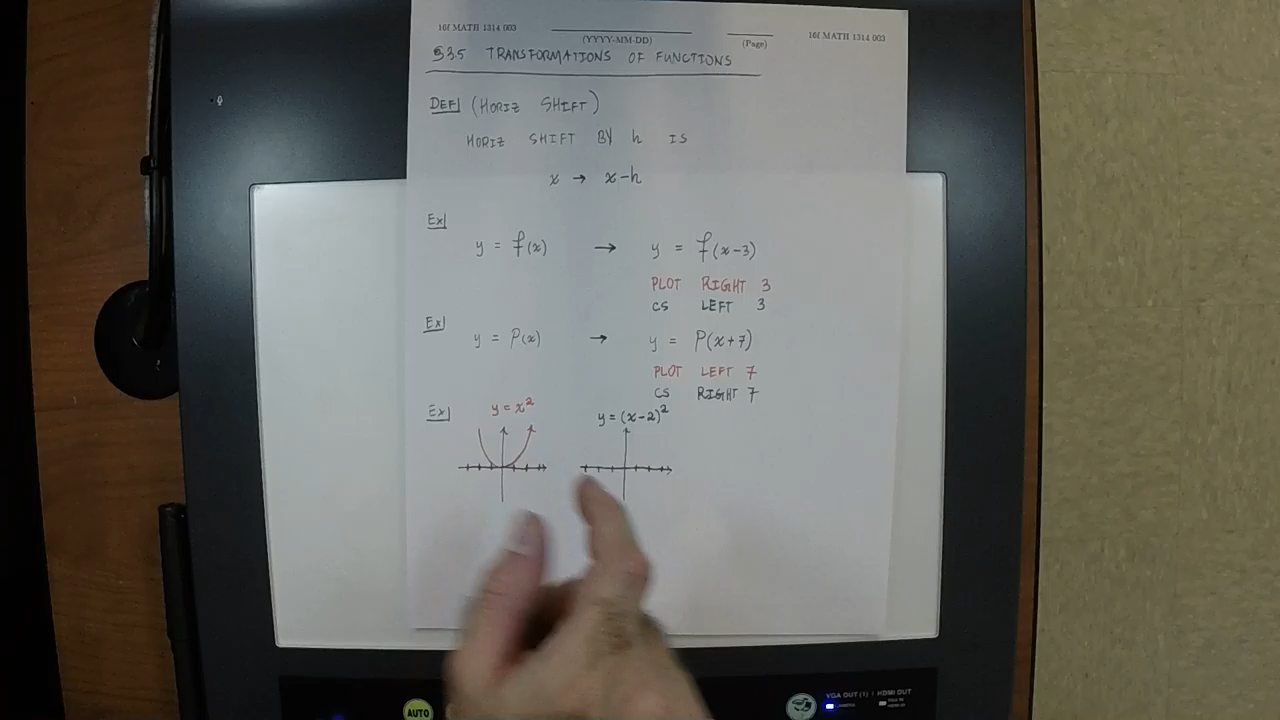 16f MATH 1314 003
(YYYY-MM-DD)
(Page)
16f MATH 1314 003
§3.5 TRANSFORMATIONS OF FUNCTIONS
DEF| (HORIZ SHIFT)
HORIZ SHIFT BY h IS
x → x-h
Ex|
y = f(x) → y = f(x-3)
PLOT RIGHT 3
CS LEFT 3
Ex|
y = P(x) → y = P(x+7)
PLOT LEFT 7
CS RIGHT 7
Ex| y = x² y = (x-2)²
AUTO
VGA OUT (1) / HDMI OUT
CAMERA